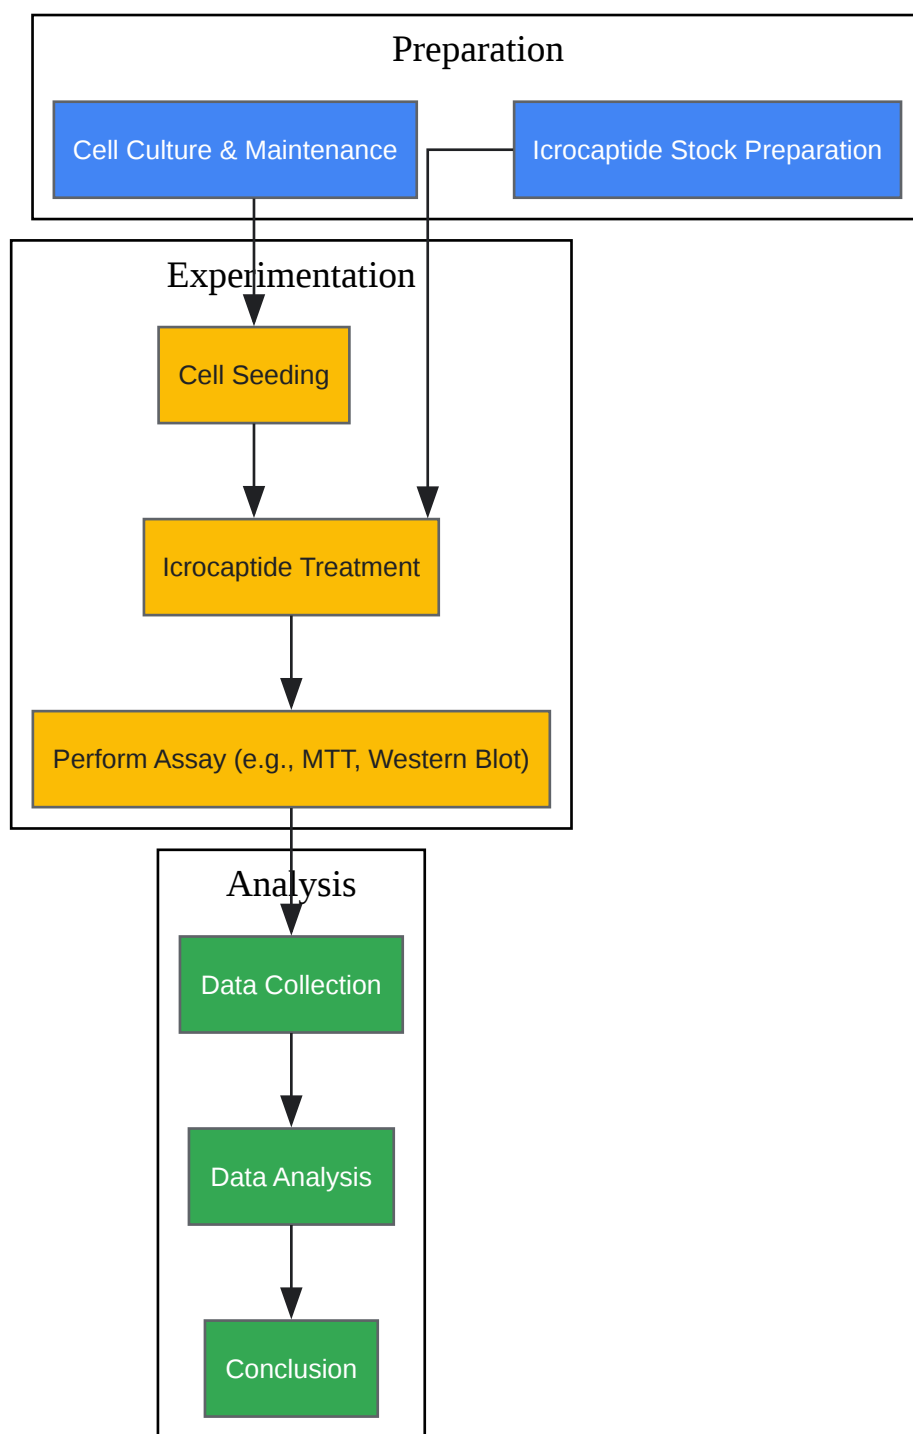 Preparation
Cell Culture & Maintenance
Icrocaptide Stock Preparation
Experimentation
Cell Seeding
Icrocaptide Treatment
Perform Assay (e.g., MTT, Western Blot)
Analysis
Data Collection
Data Analysis
Conclusion